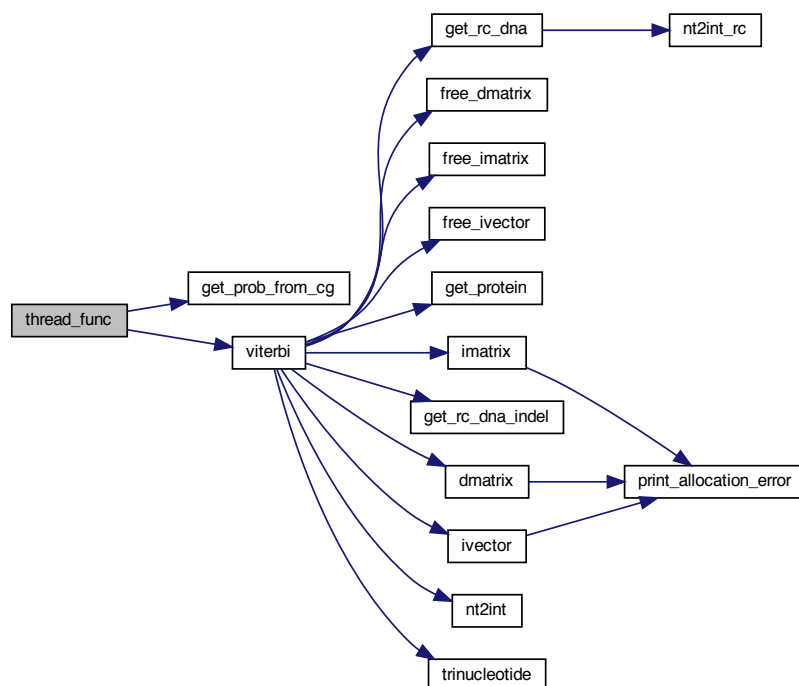 get_rc_dna
nt2int_rc
free_dmatrix
free_imatrix
free_ivector
get_prob_from_cg
get_protein
thread_func
viterbi
imatrix
get_rc_dna_indel
dmatrix
print_allocation_error
ivector
nt2int
trinucleotide